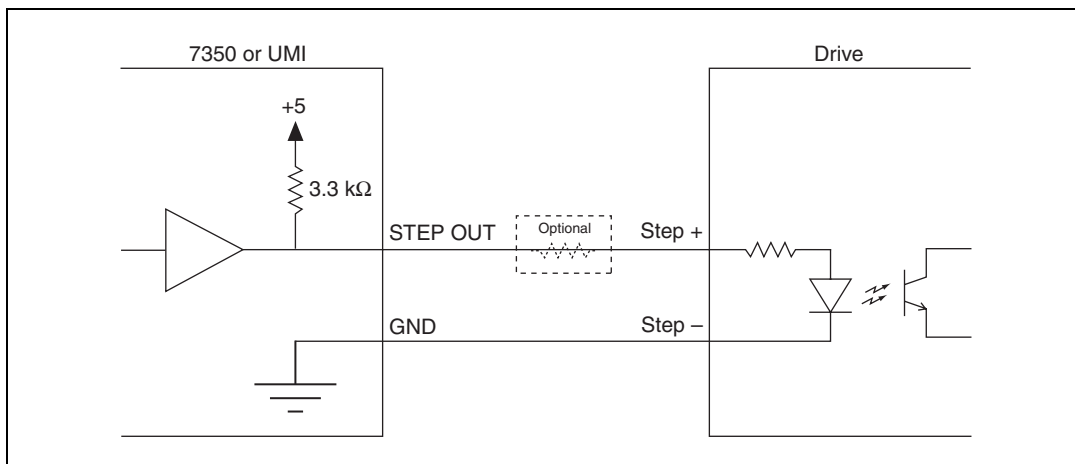 7350 or UMI
Drive
+5
3.3 kΩ
STEP OUT
Optional
Step +
GND
Step –